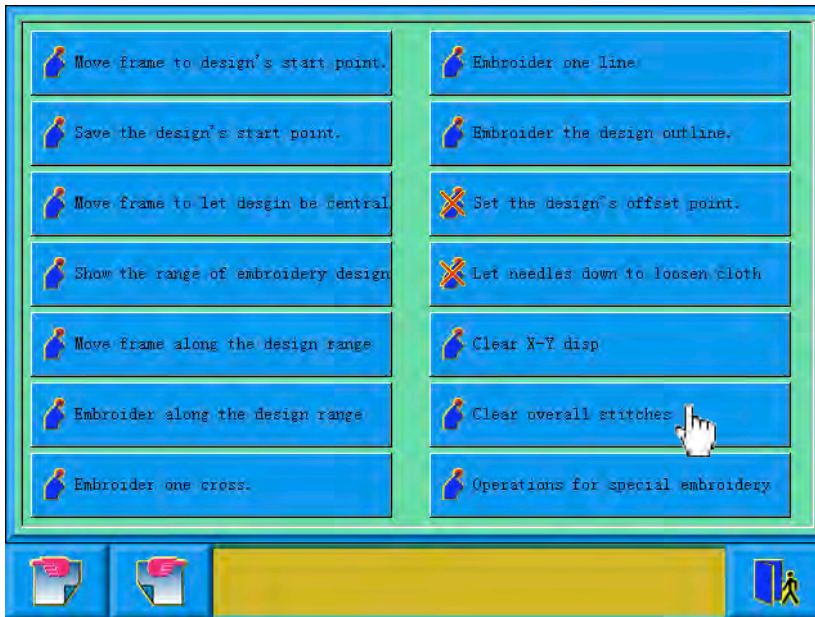 Move frame to design's start point.
Save the design's start point.
Move frame to let desgin be central
Show the range of embroidery design
Move frame along the design range
Embroider along the design range
Embroider one cross.
Embroider one line
Embroider the design outline.
Set the design's offset point.
Let needles down to loosen cloth
Clear X-Y disp
Clear overall stitches
Operations for special embroidery